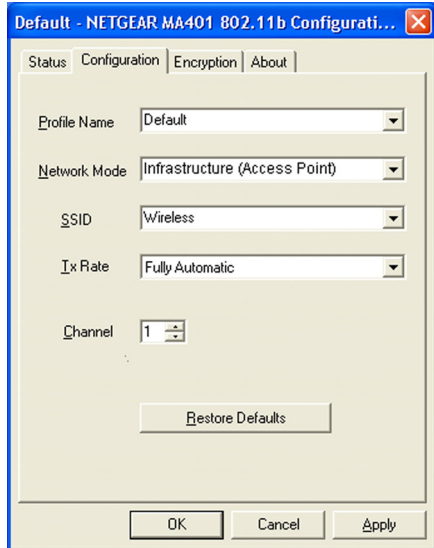 Default - NETGEAR MA401 802.11b Configurati...
Status Configuration Encryption About
Profile Name Default
Network Mode Infrastructure (Access Point)
SSID Wireless
Tx Rate Fully Automatic
Channel 1
Restore Defaults
OK Cancel Apply